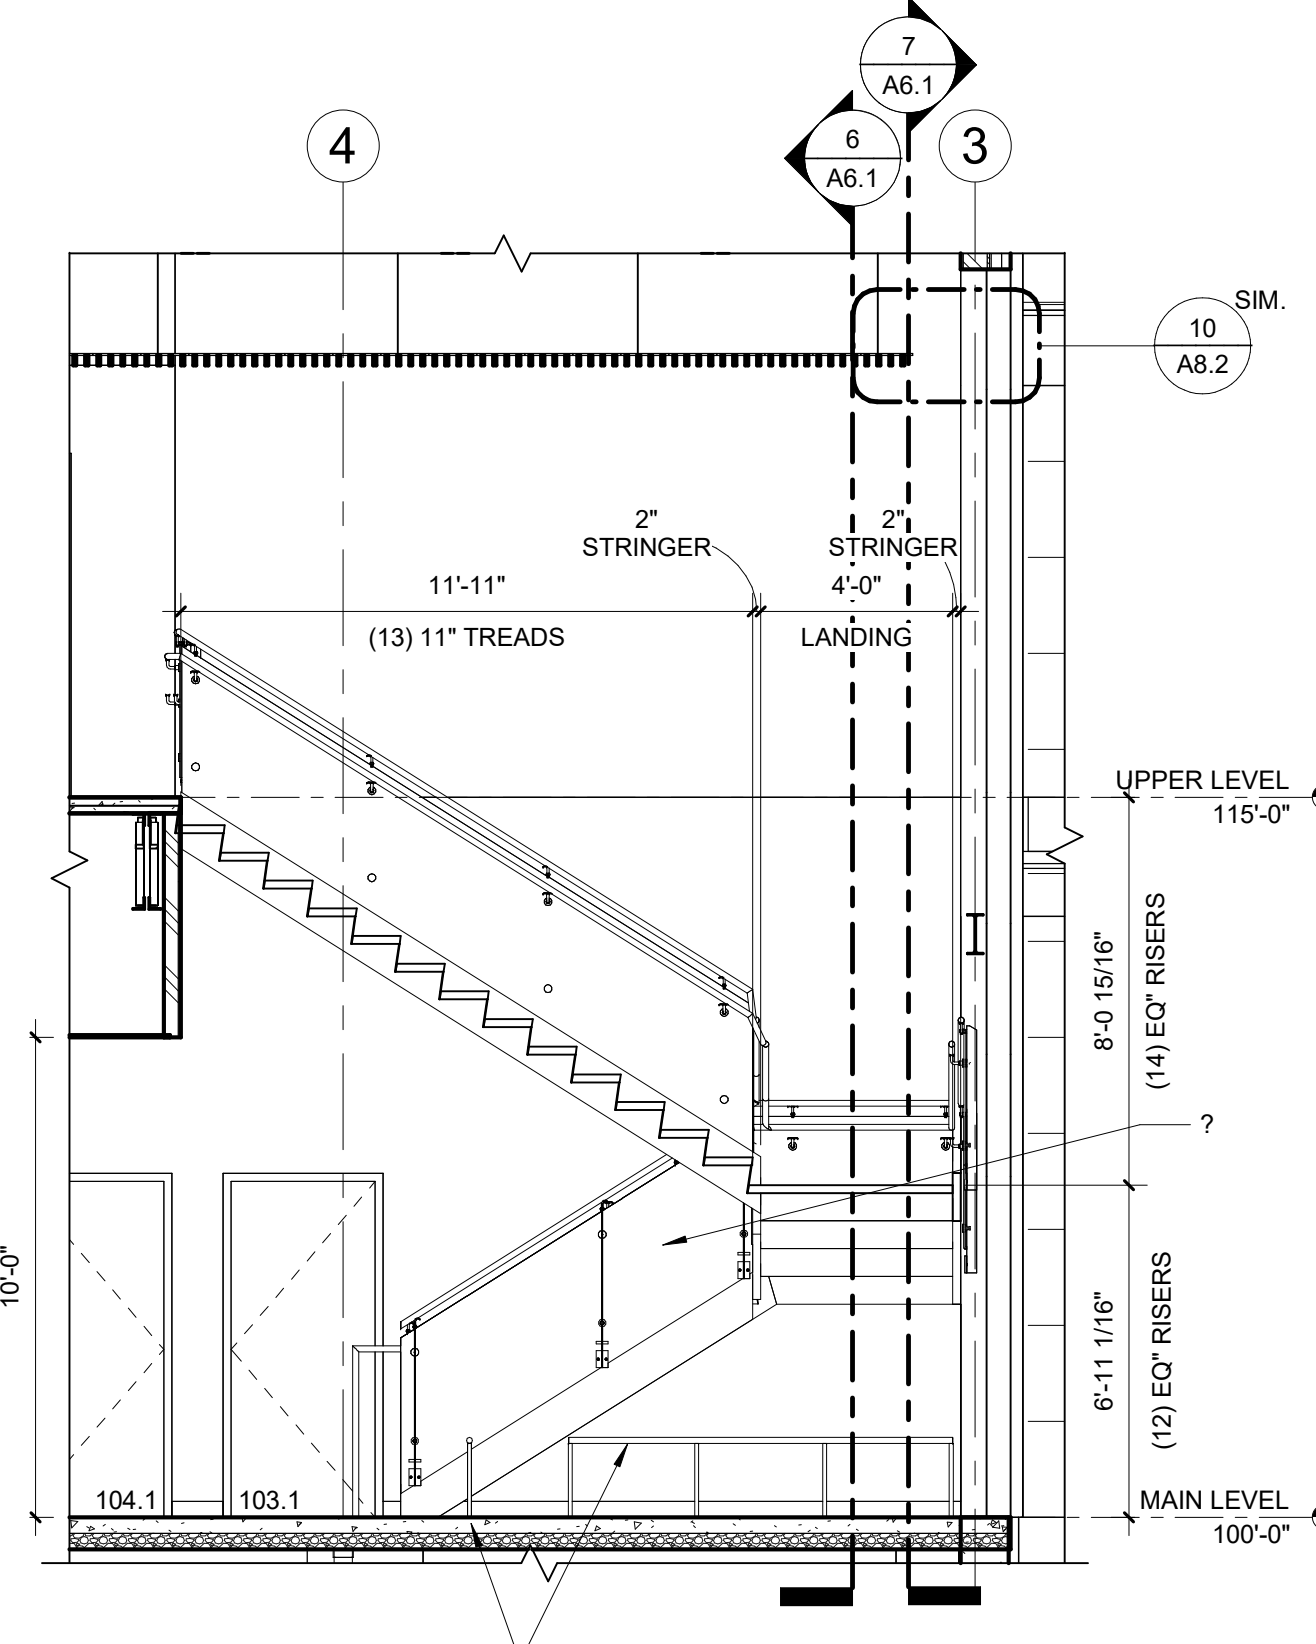 7
A6.1
6
A6.1
4
3
SIM.
10
A8.2
2"
STRINGER
2"
STRINGER
11'-11"
4'-0"
(13) 11" TREADS
LANDING
UPPER LEVEL
115'-0"
8'-0 15/16"
(14) EQ" RISERS
?
10'-0"
6'-11 1/16"
(12) EQ" RISERS
104.1
103.1
MAIN LEVEL
100'-0"